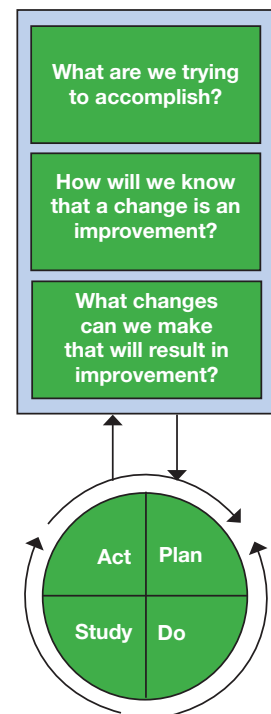 What are we trying
to accomplish?
How will we know
that a change is an
improvement?
What changes
can we make
that will result in
improvement?
Act
Plan
Study
Do